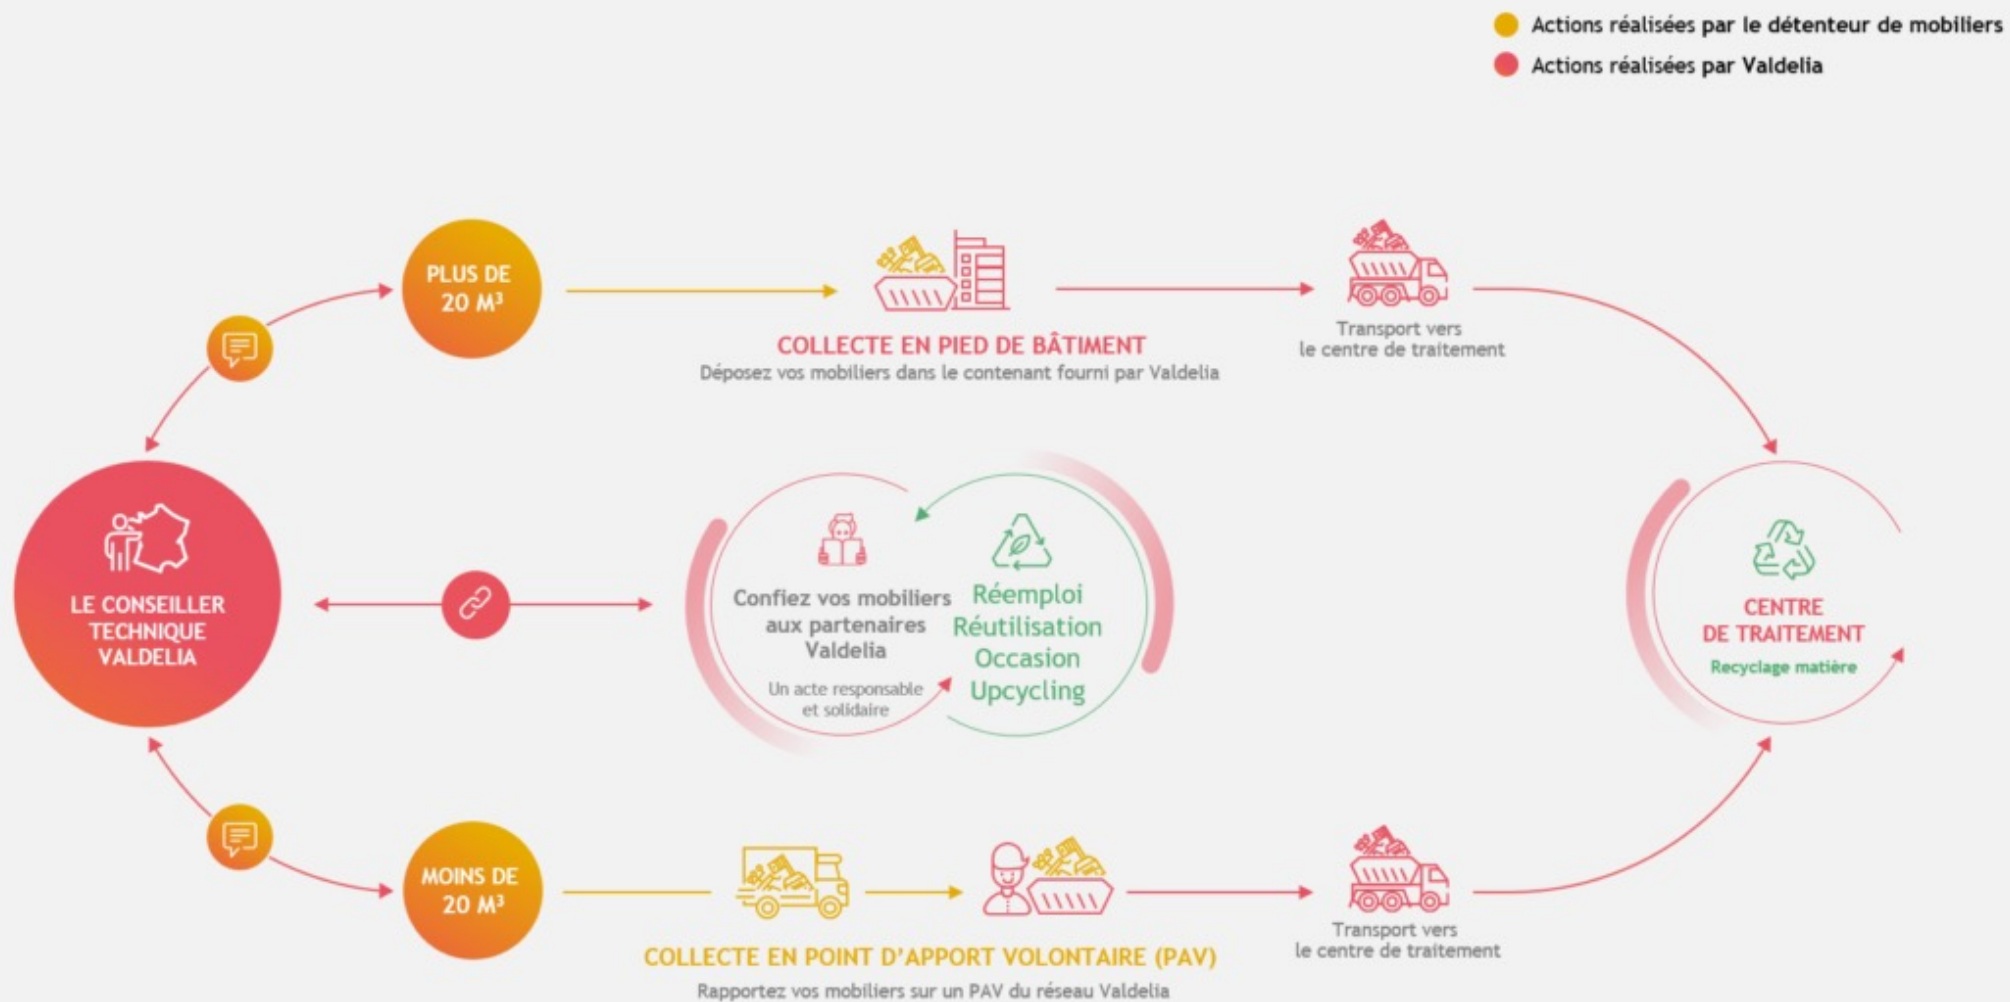 Actions réalisées par le détenteur de mobiliers
Actions réalisées par Valdelia
PLUS DE
20 M³
COLLECTE EN PIED DE BÂTIMENT
Déposez vos mobiliers dans le contenant fourni par Valdelia
Transport vers
le centre de traitement
LE CONSEILLER
TECHNIQUE
VALDELIA
Confiez vos mobiliers
aux partenaires
Valdelia
Un acte responsable
et solidaire
Réemploi
Réutilisation
Occasion
Upcycling
CENTRE
DE TRAITEMENT
Recyclage matière
MOINS DE
20 M³
COLLECTE EN POINT D'APPORT VOLONTAIRE (PAV)
Rapportez vos mobiliers sur un PAV du réseau Valdelia
Transport vers
le centre de traitement